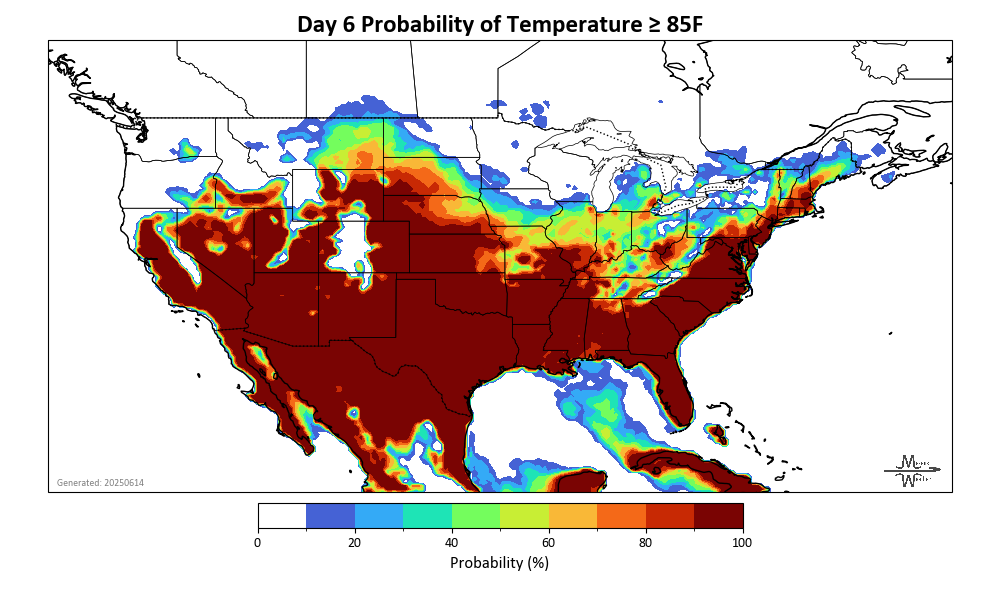 Day 6 Probability of Temperature ≥ 85F
Generated: 20250614
0 20 40 60 80 100
Probability (%)